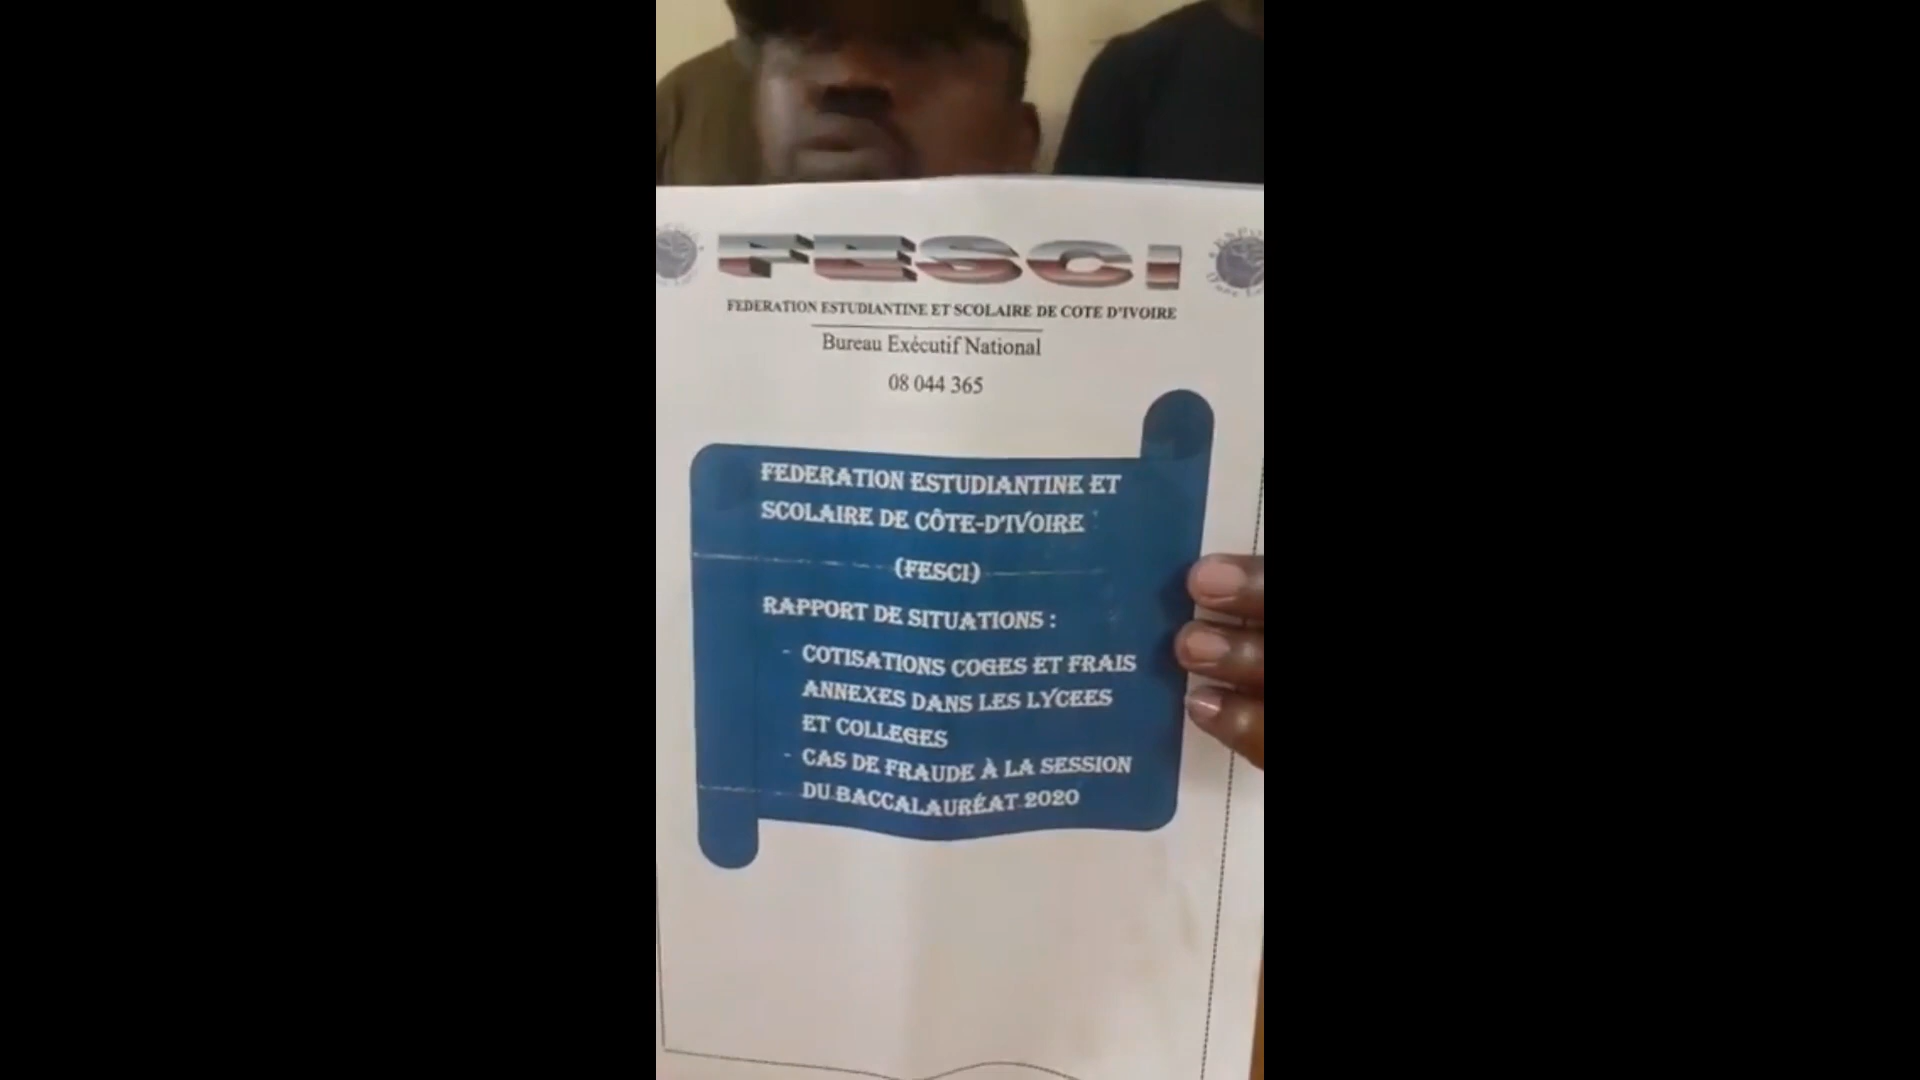 FESCI
FEDERATION ESTUDIANTINE ET SCOLAIRE DE COTE D'IVOIRE
Bureau Exécutif National
08 044 365
FEDERATION ESTUDIANTINE ET
SCOLAIRE DE CÔTE-D'IVOIRE
(FESCI)
RAPPORT DE SITUATIONS :
- COTISATIONS COGES ET FRAIS
ANNEXES DANS LES LYCEES
ET COLLEGES
- CAS DE FRAUDE À LA SESSION
DU BACCALAURÉAT 2020